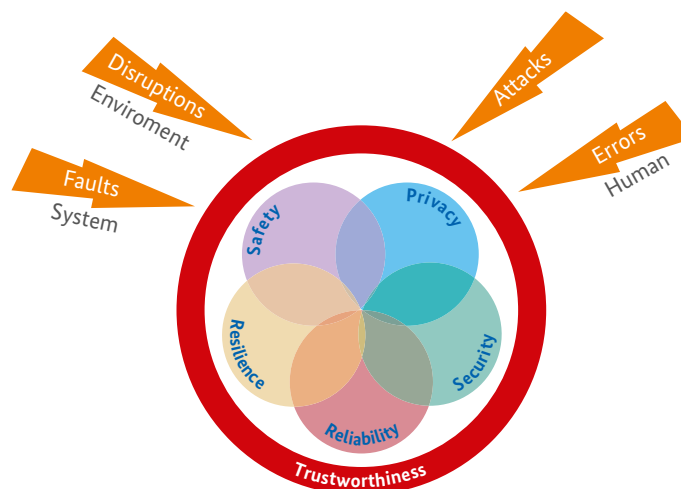 Disruptions
Enviroment
Faults
System
Attacks
Errors
Human
Safety
Privacy
Resilience
Security
Reliability
Trustworthiness